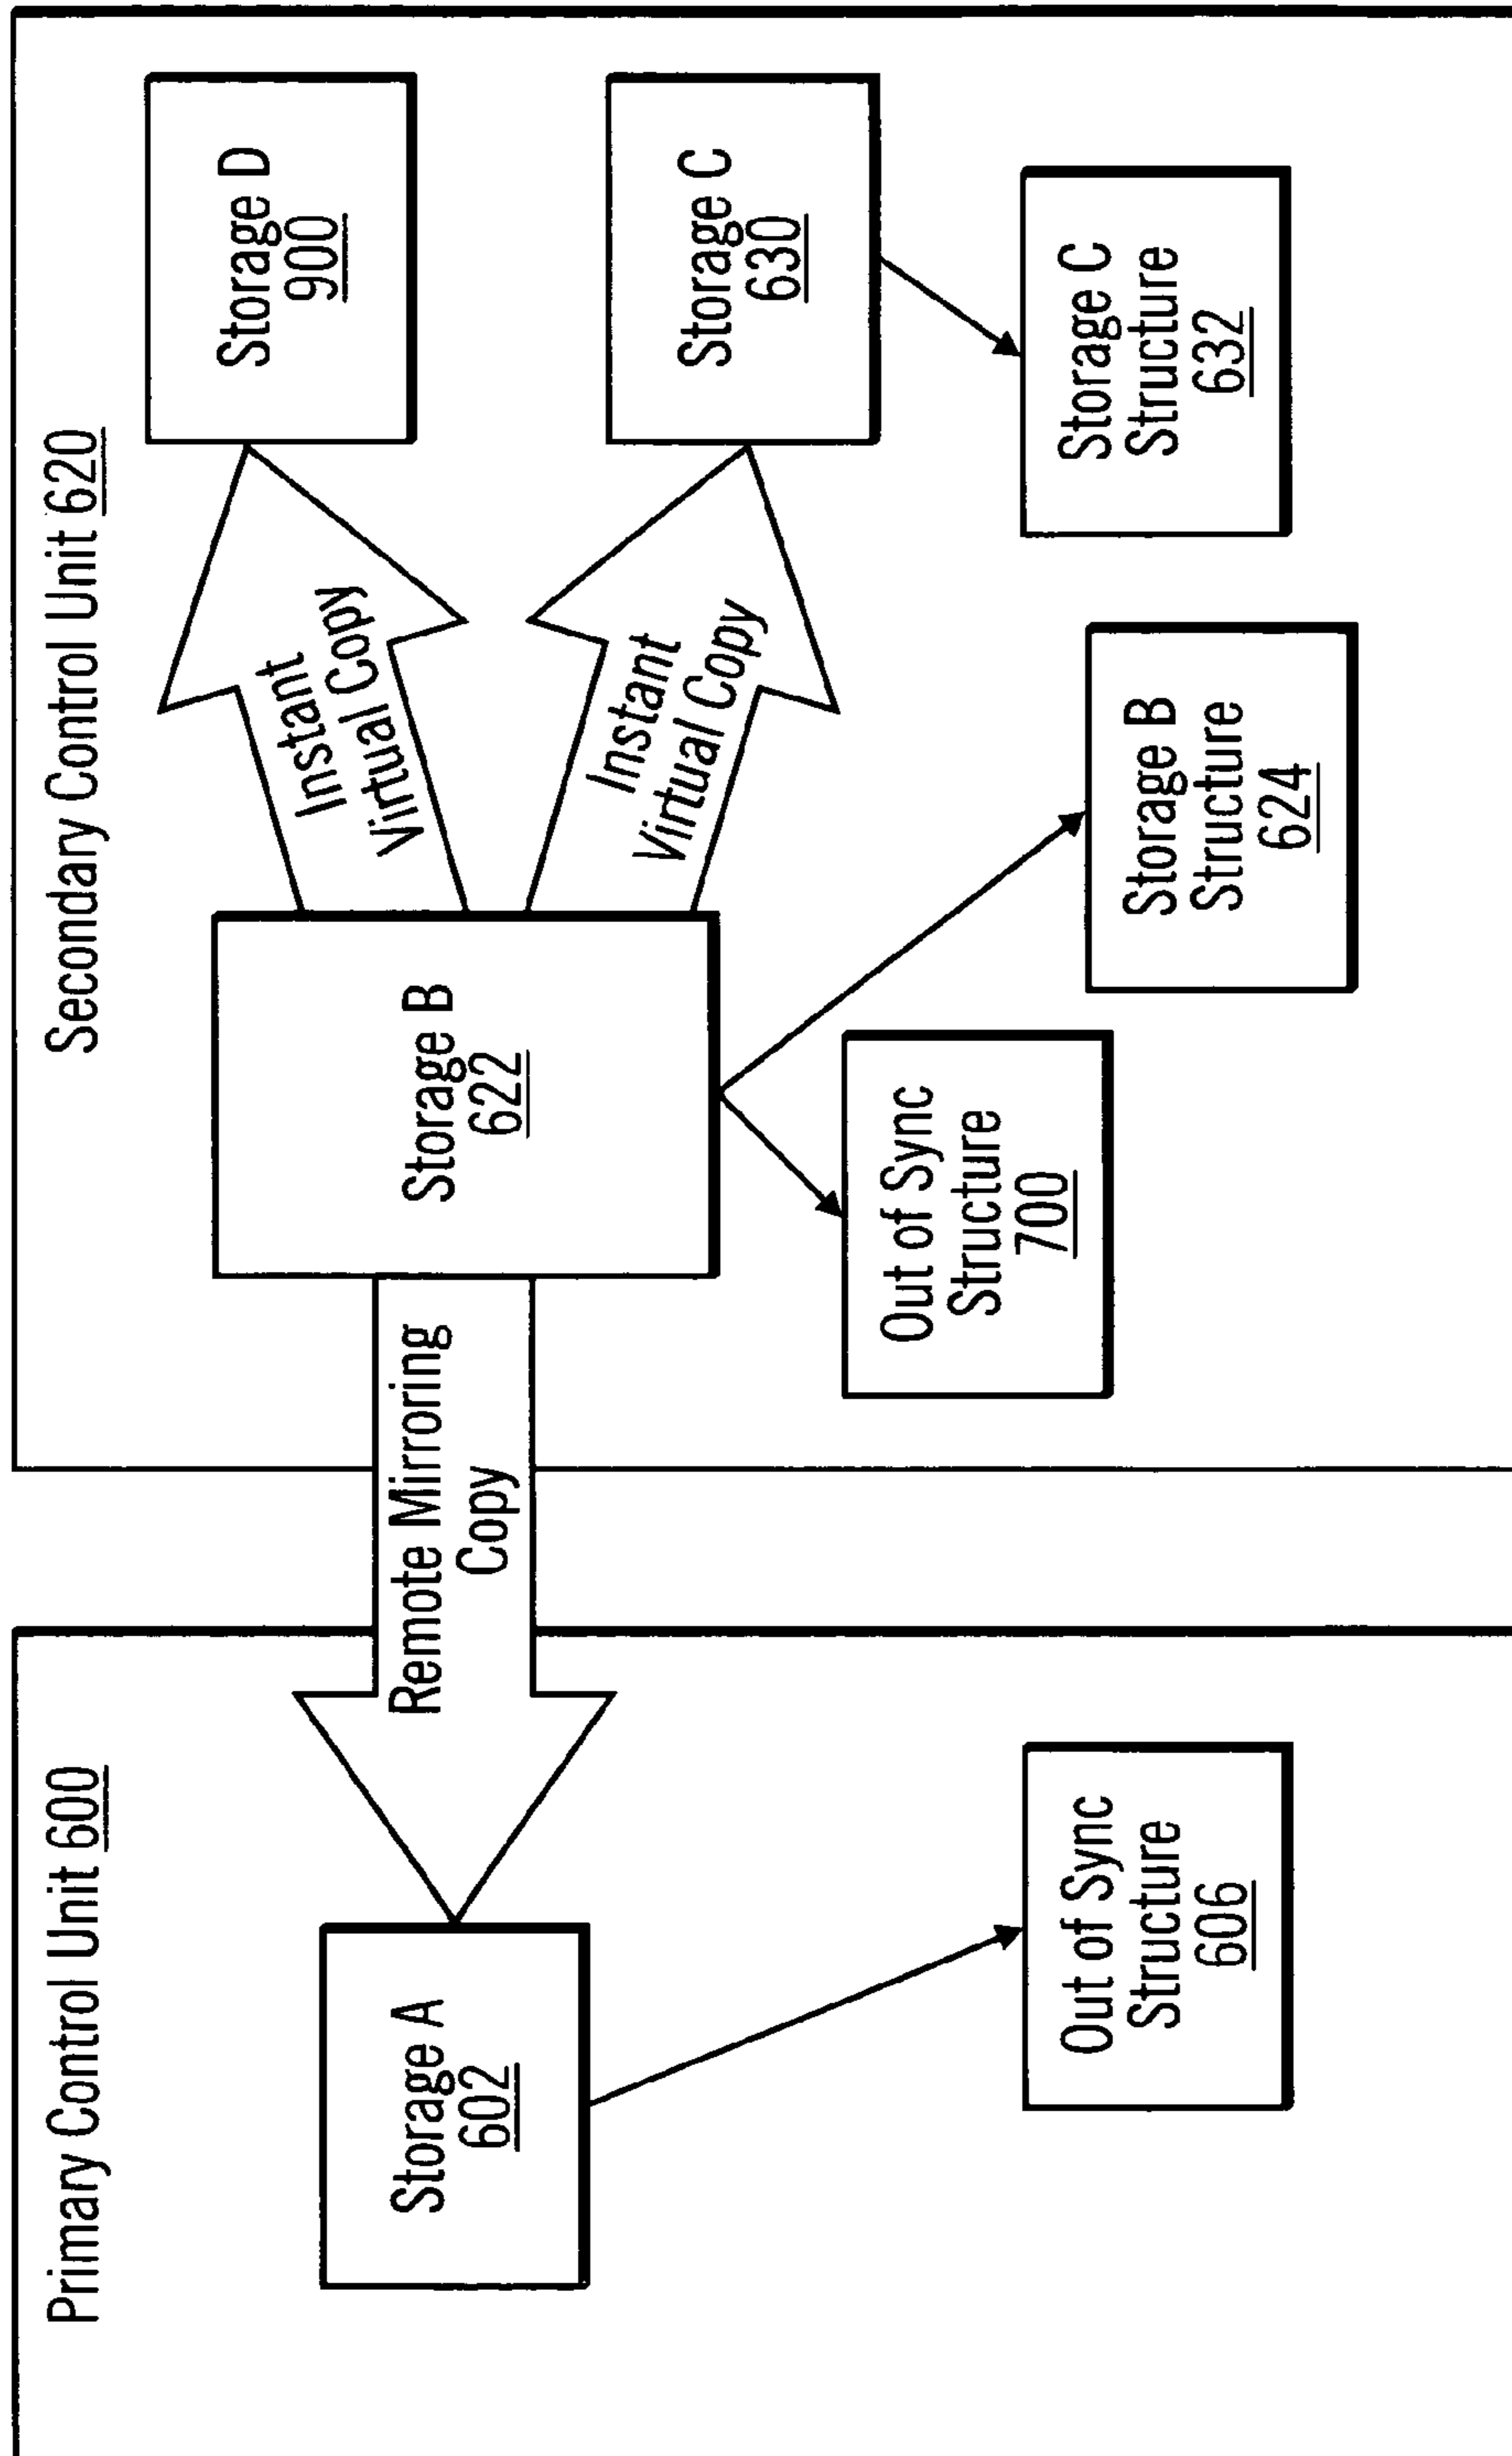 Primary Control Unit 600
Secondary Control Unit 620
Storage A
602
Remote Mirroring
Copy
Storage B
622
Instant
Virtual Copy
Instant
Virtual Copy
Storage D
900
Storage C
630
Out of Sync
Structure
606
Out of Sync
Structure
700
Storage B
Structure
624
Storage C
Structure
632